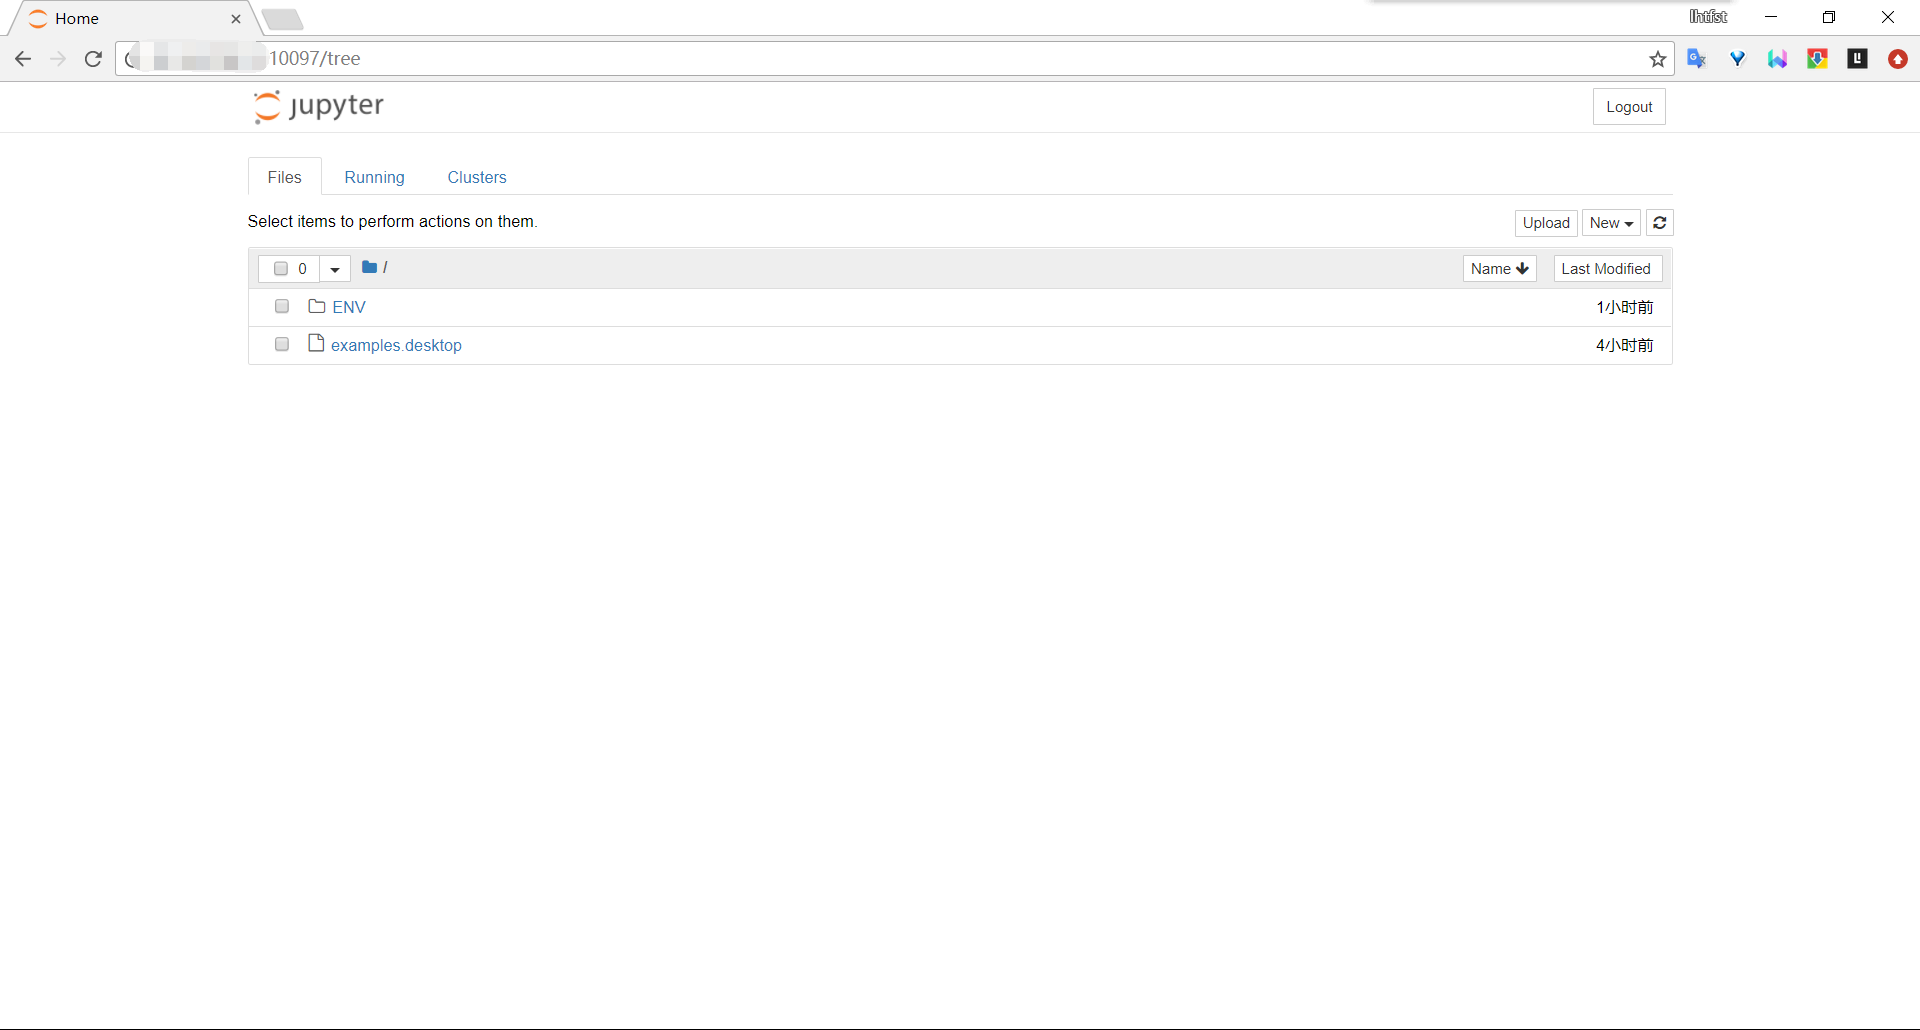 Home
lhtfst
10097/tree
jupyter
Logout
Files Running Clusters
Select items to perform actions on them.
Upload New
0 / Name Last Modified
ENV 1小时前
examples.desktop 4小时前